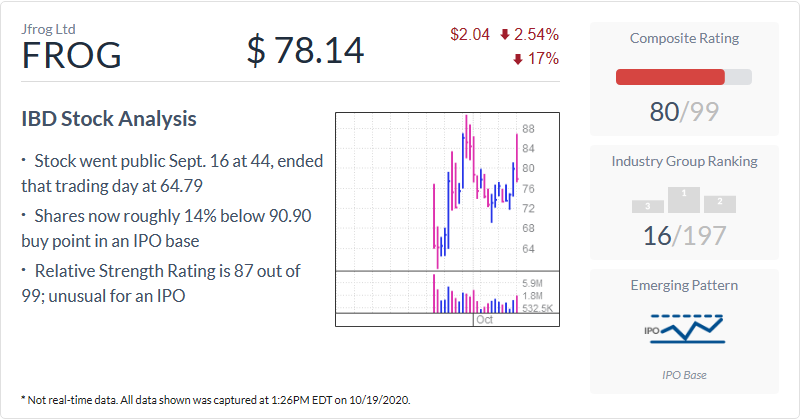 Jfrog Ltd
FROG
$ 78.14
$2.04 2.54%
17%
IBD Stock Analysis
· Stock went public Sept. 16 at 44, ended
that trading day at 64.79
· Shares now roughly 14% below 90.90
buy point in an IPO base
· Relative Strength Rating is 87 out of
99; unusual for an IPO
88
84
80
76
72
68
64
5.9M
1.8M
532.5K
Oct
* Not real-time data. All data shown was captured at 1:26PM EDT on 10/19/2020.
Composite Rating
80/99
Industry Group Ranking
3
1
2
16/197
Emerging Pattern
IPO
IPO Base